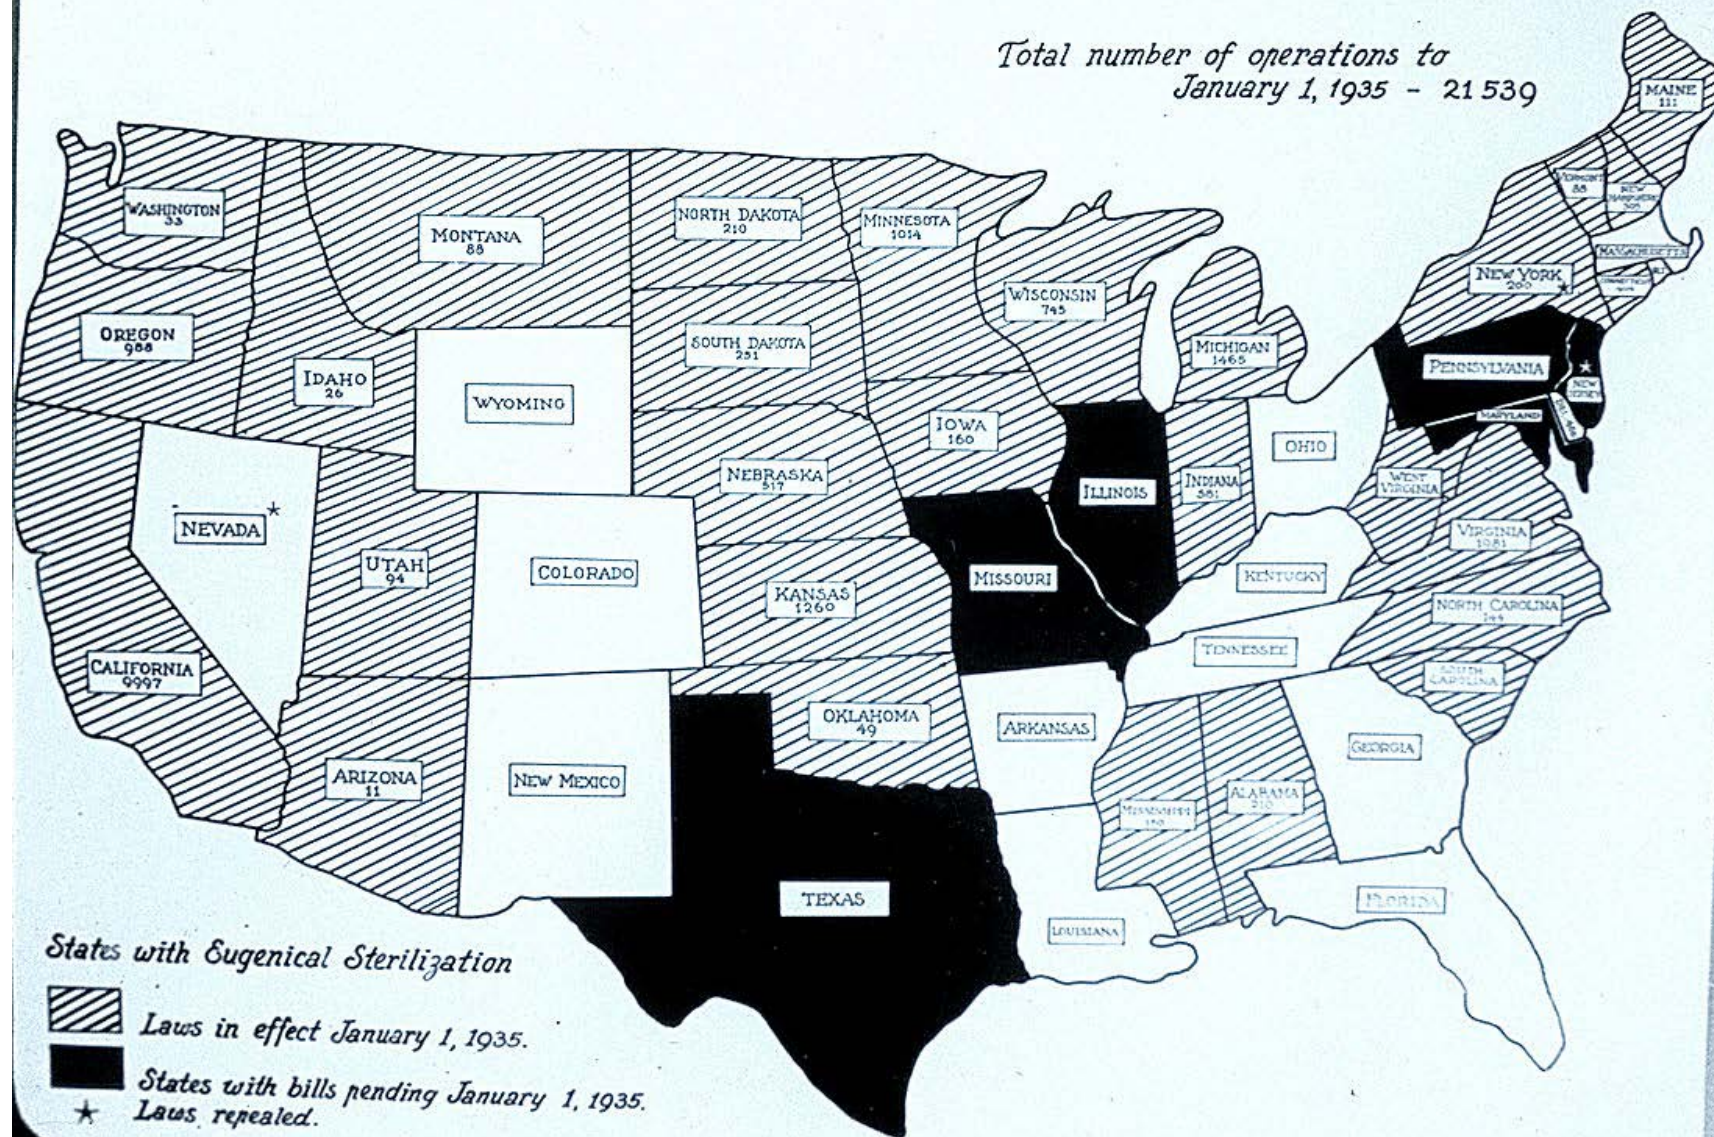 Total number of operations to
January 1, 1935 - 21539
MAINE
111
VERMONT
88
NEW
HAMPSHIRE
MASSACHUSETTS
R.I.
CONNECTICUT
NEW YORK
200
WASHINGTON
33
MONTANA
88
NORTH DAKOTA
210
MINNESOTA
1014
WISCONSIN
745
MICHIGAN
1465
OREGON
988
IDAHO
26
SOUTH DAKOTA
251
WYOMING
PENNSYLVANIA
NEW
JERSEY
MARYLAND
IOWA
160
OHIO
NEBRASKA
517
ILLINOIS
INDIANA
WEST
VIRGINIA
VIRGINIA
1981
NEVADA
UTAH
94
COLORADO
KANSAS
1260
MISSOURI
KENTUCKY
NORTH CAROLINA
TENNESSEE
SOUTH
CAROLINA
CALIFORNIA
9997
ARIZONA
11
NEW MEXICO
OKLAHOMA
49
ARKANSAS
GEORGIA
MISSISSIPPI
ALABAMA
TEXAS
LOUISIANA
FLORIDA
States with Eugenical Sterilization
Laws in effect January 1, 1935.
States with bills pending January 1, 1935.
Laws repealed.